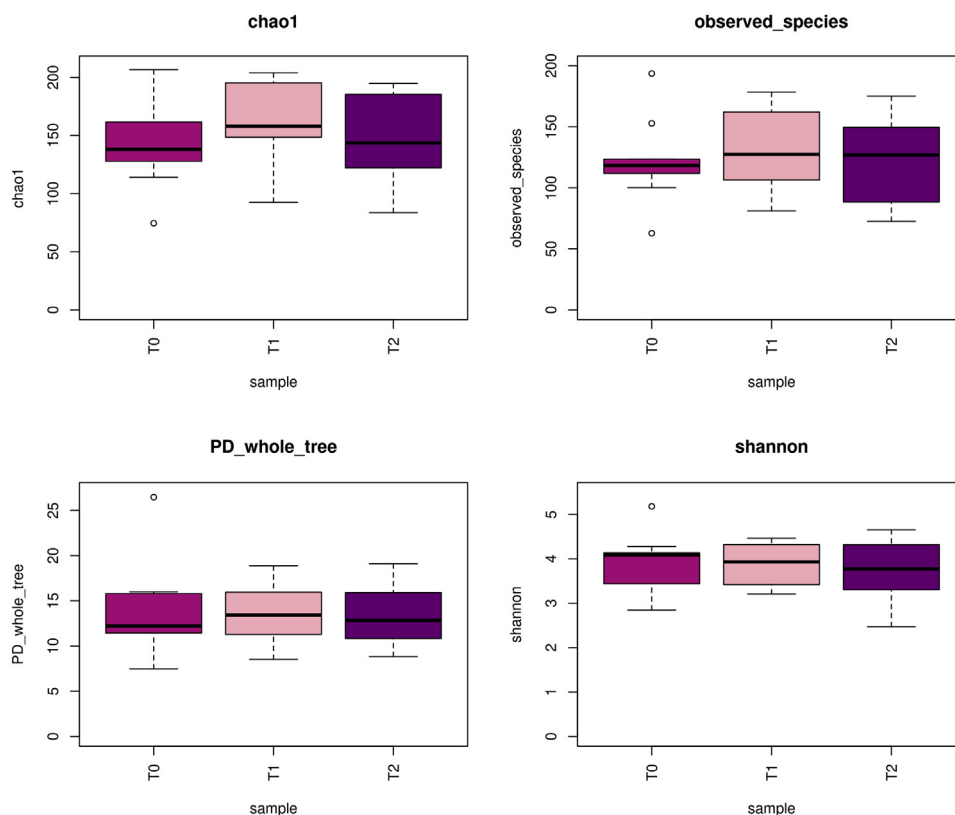 chao1
chao1
200
150
100
50
0
T0
T1
T2
sample
observed_species
observed_species
200
150
100
50
0
T0
T1
T2
sample
PD_whole_tree
PD_whole_tree
25
20
15
10
5
0
T0
T1
T2
sample
shannon
shannon
5
4
3
2
1
0
T0
T1
T2
sample